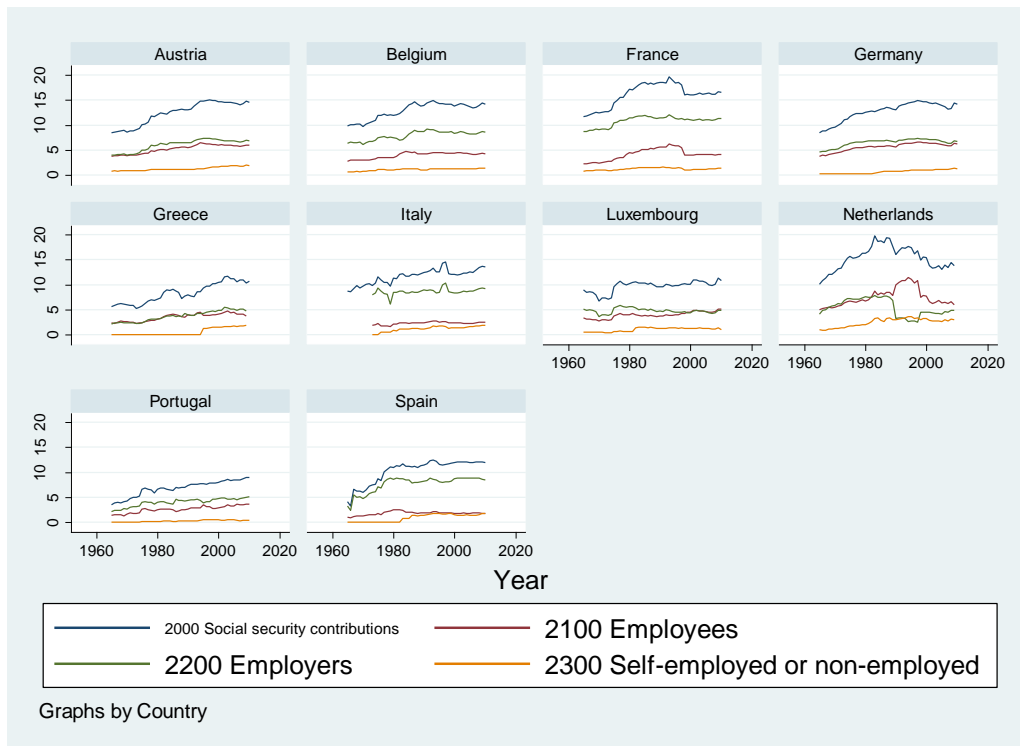 Austria Belgium France Germany
20
15
10
5
0
Greece Italy Luxembourg Netherlands
20
15
10
5
0
1960 1980 2000 2020 1960 1980 2000 2020
Portugal Spain
20
15
10
5
0
1960 1980 2000 2020 1960 1980 2000 2020
Year
2000 Social security contributions 2100 Employees
2200 Employers 2300 Self-employed or non-employed
Graphs by Country